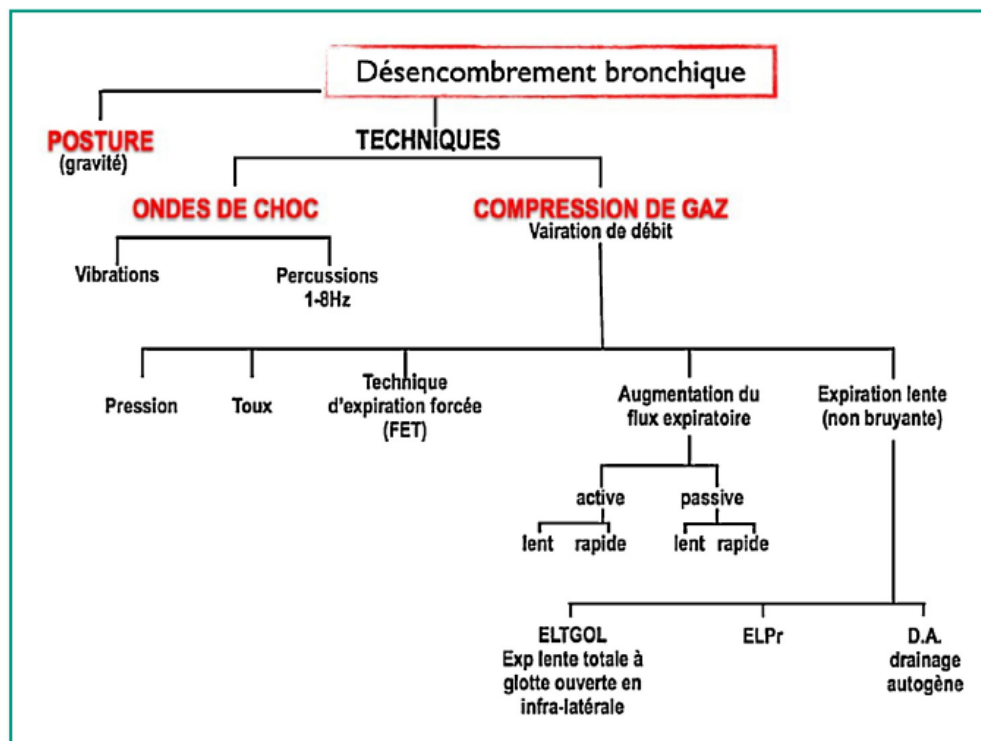 Désencombrement bronchique
POSTURE
(gravité)
TECHNIQUES
ONDES DE CHOC
COMPRESSION DE GAZ
Vairation de débit
Vibrations
Percussions
1-8Hz
Pression
Toux
Technique
d'expiration forcée
(FET)
Augmentation du
flux expiratoire
Expiration lente
(non bruyante)
active
passive
lent
rapide
lent
rapide
ELTGOL
Exp lente totale à
glotte ouverte en
infra-latérale
ELPr
D.A.
drainage
autogène